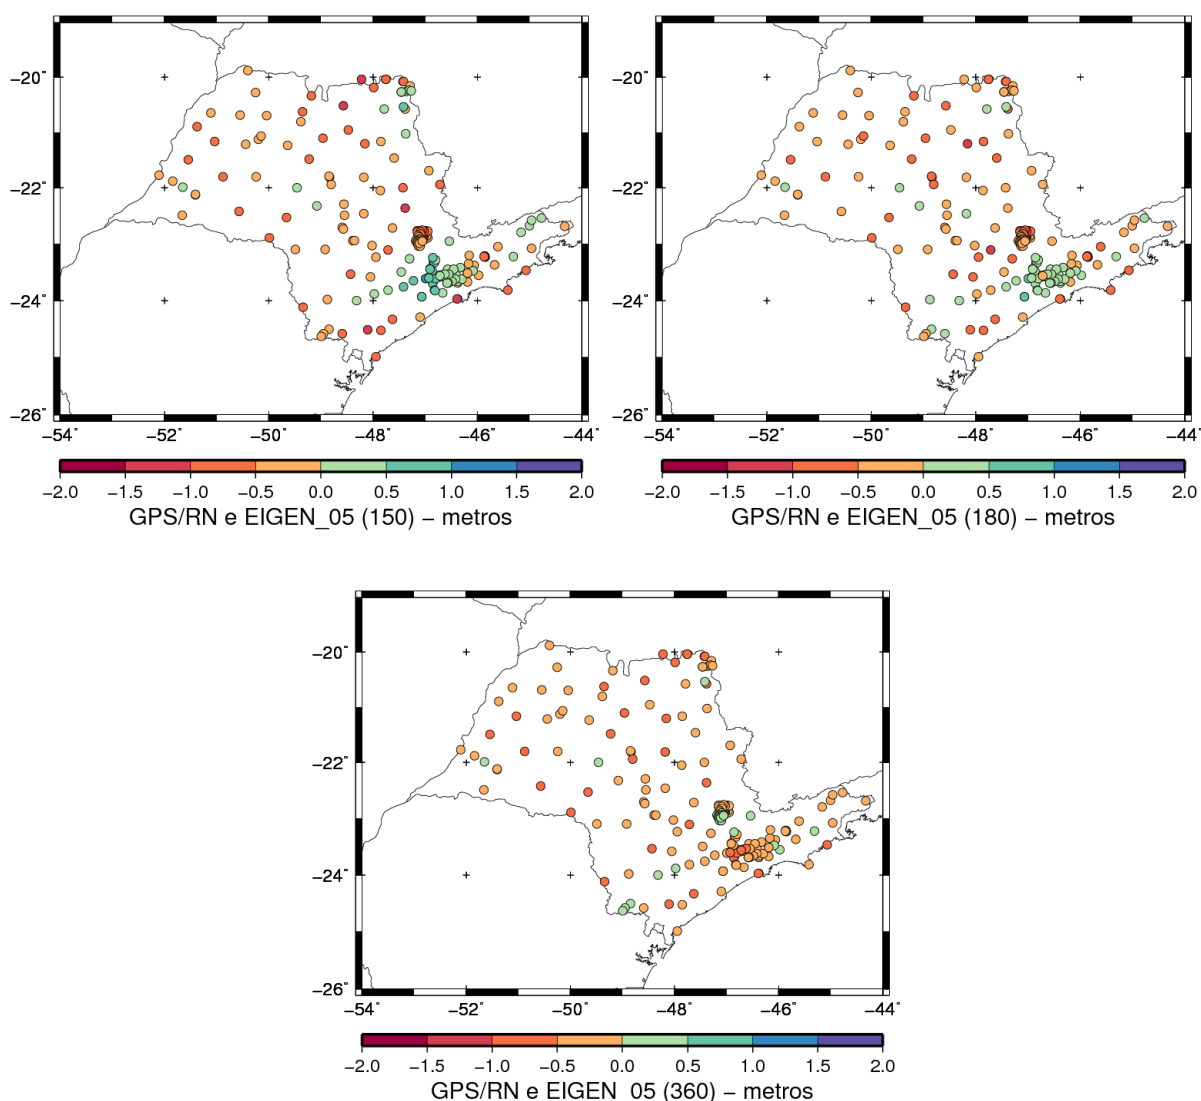 −20˚ −20˚
−22˚ −22˚
−24˚ −24˚
−26˚ −26˚
−54˚ −52˚ −50˚ −48˚ −46˚ −44˚ −54˚ −52˚ −50˚ −48˚ −46˚ −44˚
−2.0 −1.5 −1.0 −0.5 0.0 0.5 1.0 1.5 2.0 −2.0 −1.5 −1.0 −0.5 0.0 0.5 1.0 1.5 2.0
GPS/RN e EIGEN_05 (150) − metros GPS/RN e EIGEN_05 (180) − metros
−20˚
−22˚
−24˚
−26˚
−54˚ −52˚ −50˚ −48˚ −46˚ −44˚
−2.0 −1.5 −1.0 −0.5 0.0 0.5 1.0 1.5 2.0
GPS/RN e EIGEN_05 (360) − metros